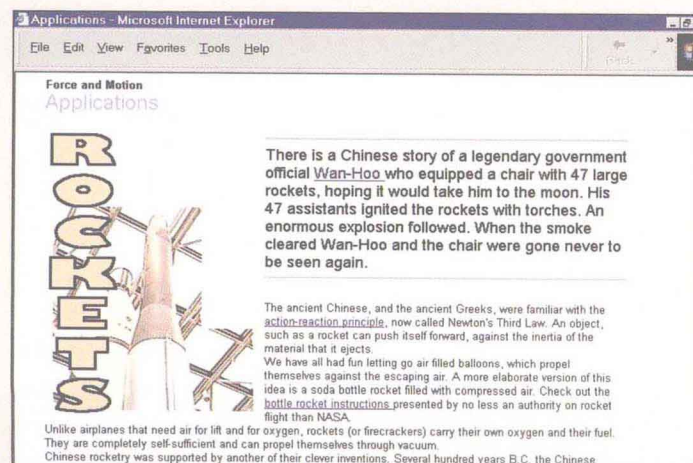 Applications - Microsoft Internet Explorer
File Edit View Favorites Tools Help
Back
Force and Motion
Applications
ROCKETS
There is a Chinese story of a legendary government
official Wan-Hoo who equipped a chair with 47 large
rockets, hoping it would take him to the moon. His
47 assistants ignited the rockets with torches. An
enormous explosion followed. When the smoke
cleared Wan-Hoo and the chair were gone never to
be seen again.
The ancient Chinese, and the ancient Greeks, were familiar with the
action-reaction principle, now called Newton's Third Law. An object,
such as a rocket can push itself forward, against the inertia of the
material that it ejects.
We have all had fun letting go air filled balloons, which propel
themselves against the escaping air. A more elaborate version of this
idea is a soda bottle rocket filled with compressed air. Check out the
bottle rocket instructions presented by no less an authority on rocket
flight than NASA.
Unlike airplanes that need air for lift and for oxygen, rockets (or firecrackers) carry their own oxygen and their fuel.
They are completely self-sufficient and can propel themselves through vacuum.
Chinese rocketry was supported by another of their clever inventions. Several hundred years B.C. the Chinese